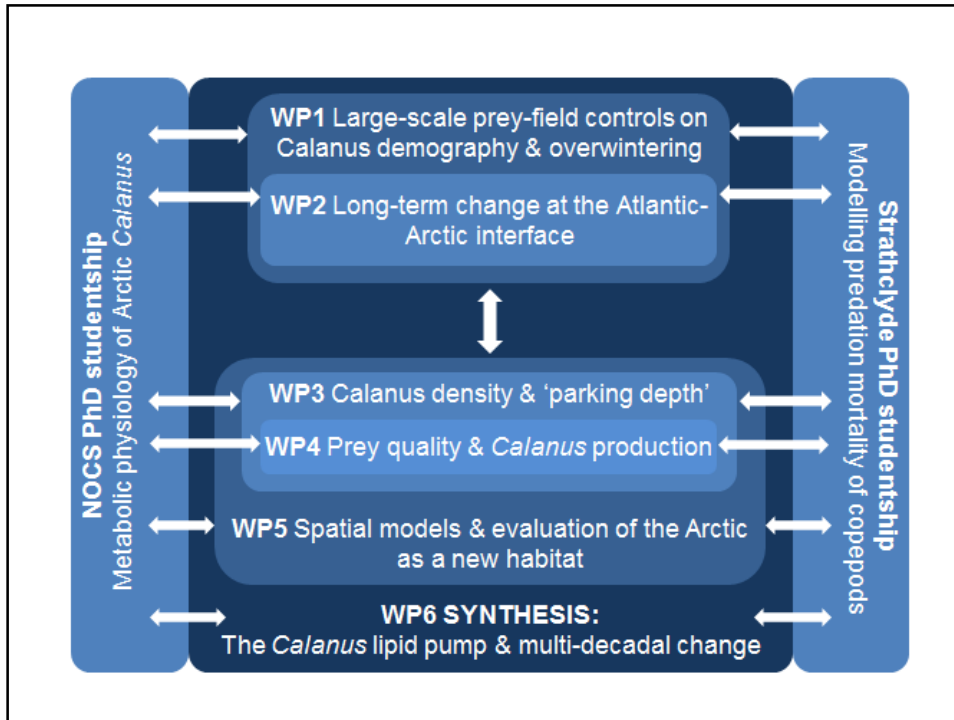 NOCS PhD studentship
Metabolic physiology of Arctic Calanus
WP1 Large-scale prey-field controls on
Calanus demography & overwintering
WP2 Long-term change at the Atlantic-
Arctic interface
WP3 Calanus density & ‘parking depth’
WP4 Prey quality & Calanus production
WP5 Spatial models & evaluation of the Arctic
as a new habitat
WP6 SYNTHESIS:
The Calanus lipid pump & multi-decadal change
Strathclyde PhD studentship
Modelling predation mortality of copepods